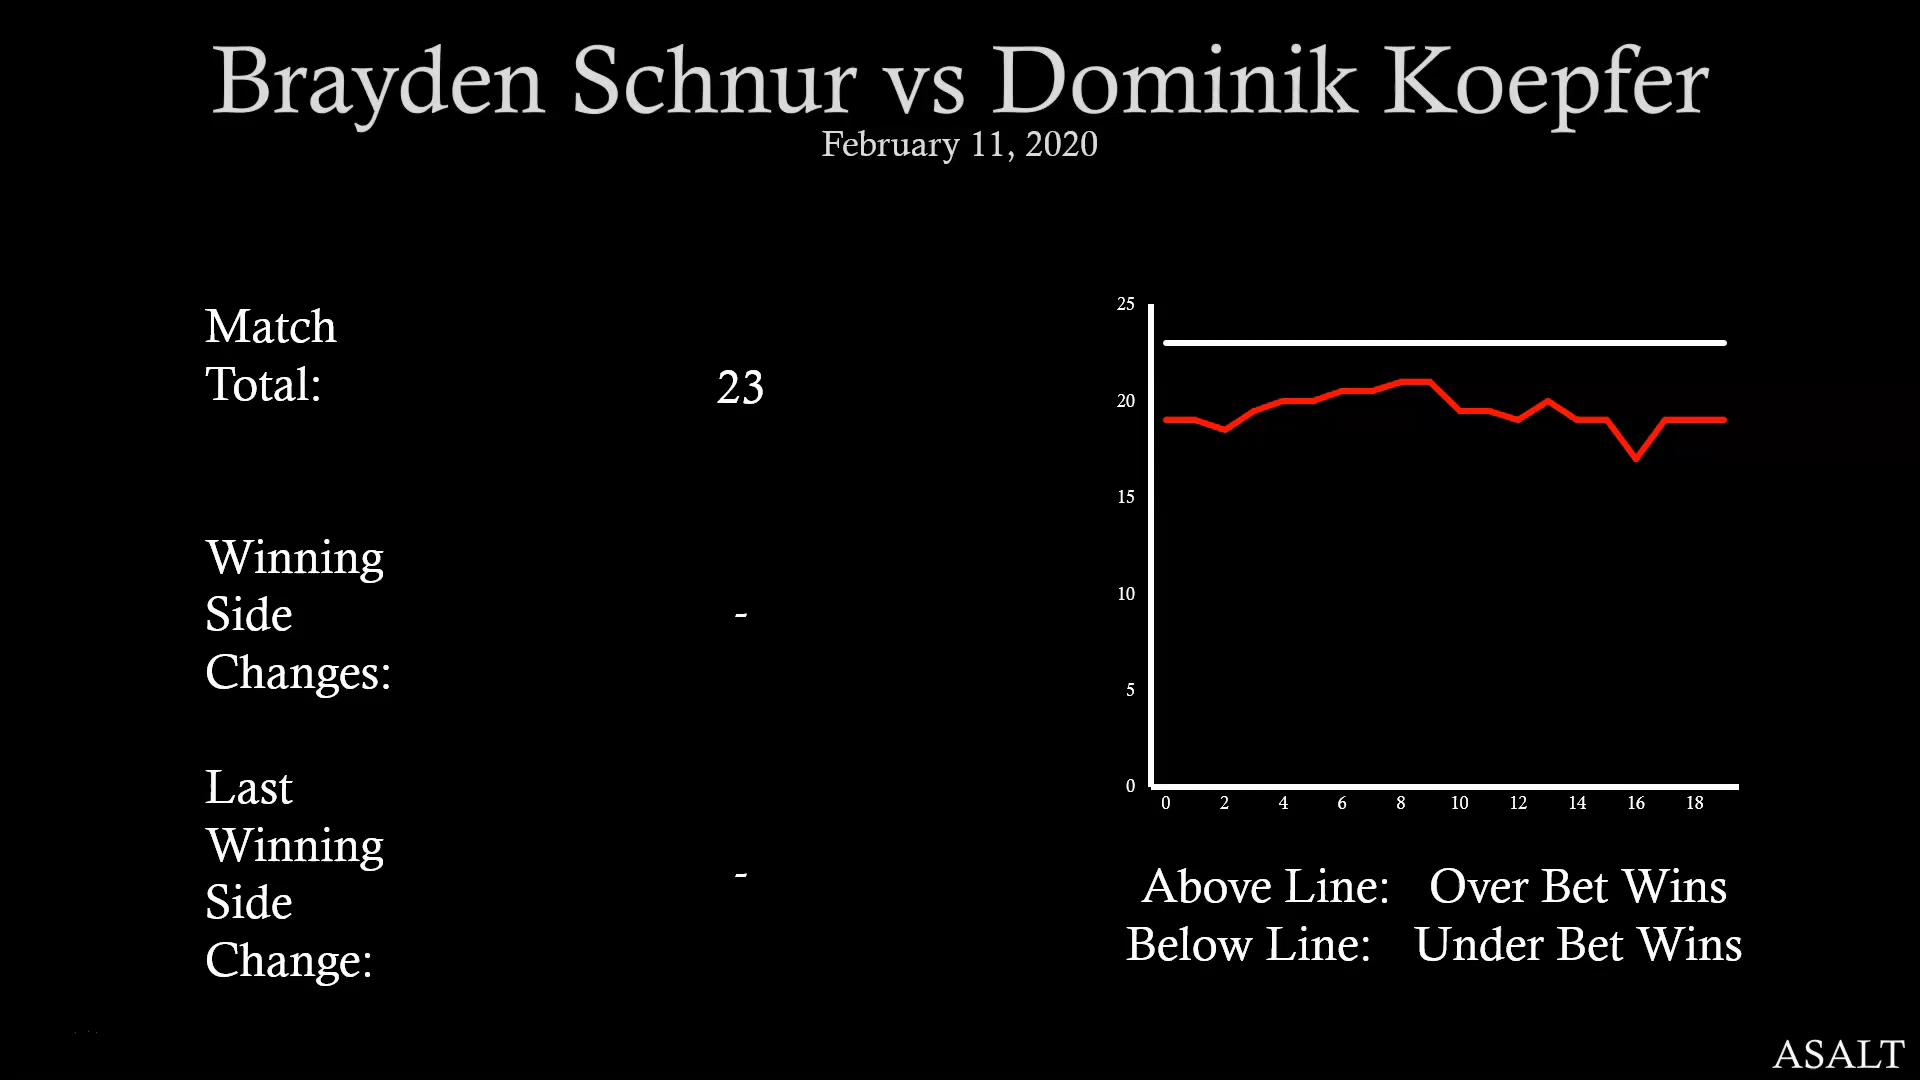 Brayden Schnur vs Dominik Koepfer
February 11, 2020
Match
Total:
23
Winning
Side
Changes:
-
Last
Winning
Side
Change:
-
25
20
15
10
5
0
0 2 4 6 8 10 12 14 16 18
Above Line: Over Bet Wins
Below Line: Under Bet Wins
ASALT